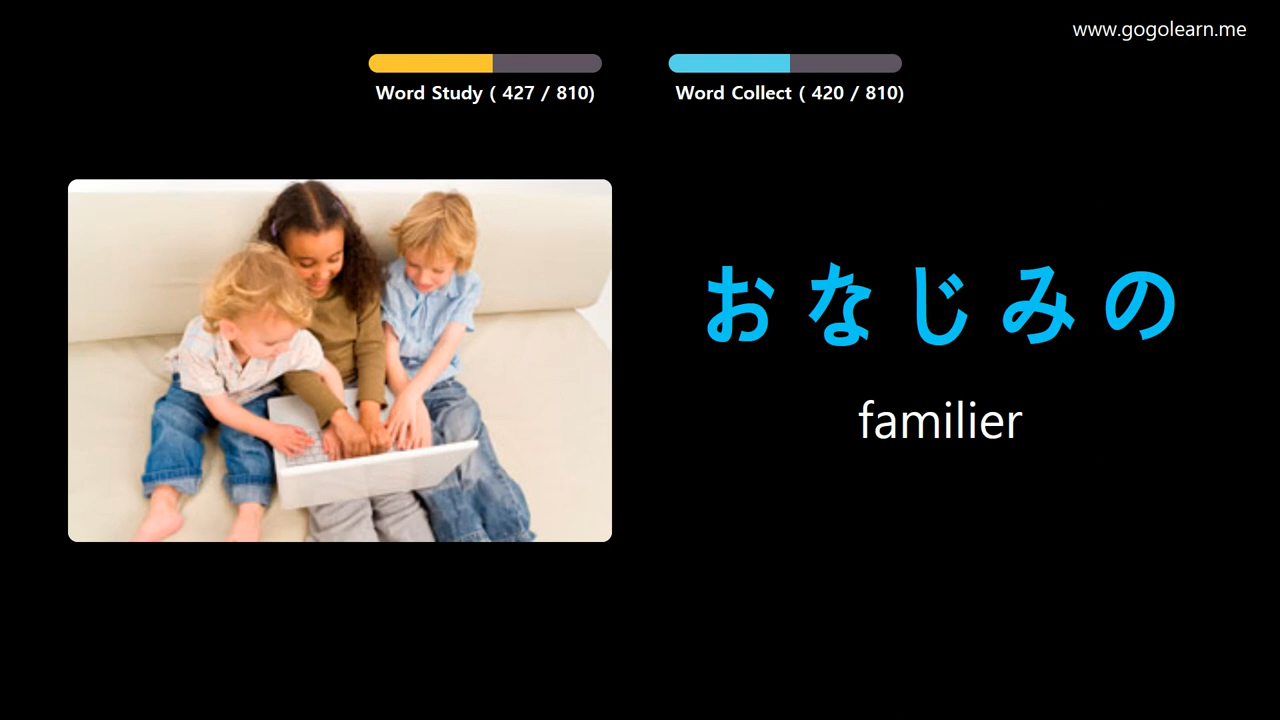 www.gogolearn.me
Word Study ( 427 / 810)
Word Collect ( 420 / 810)
おなじみの
familier